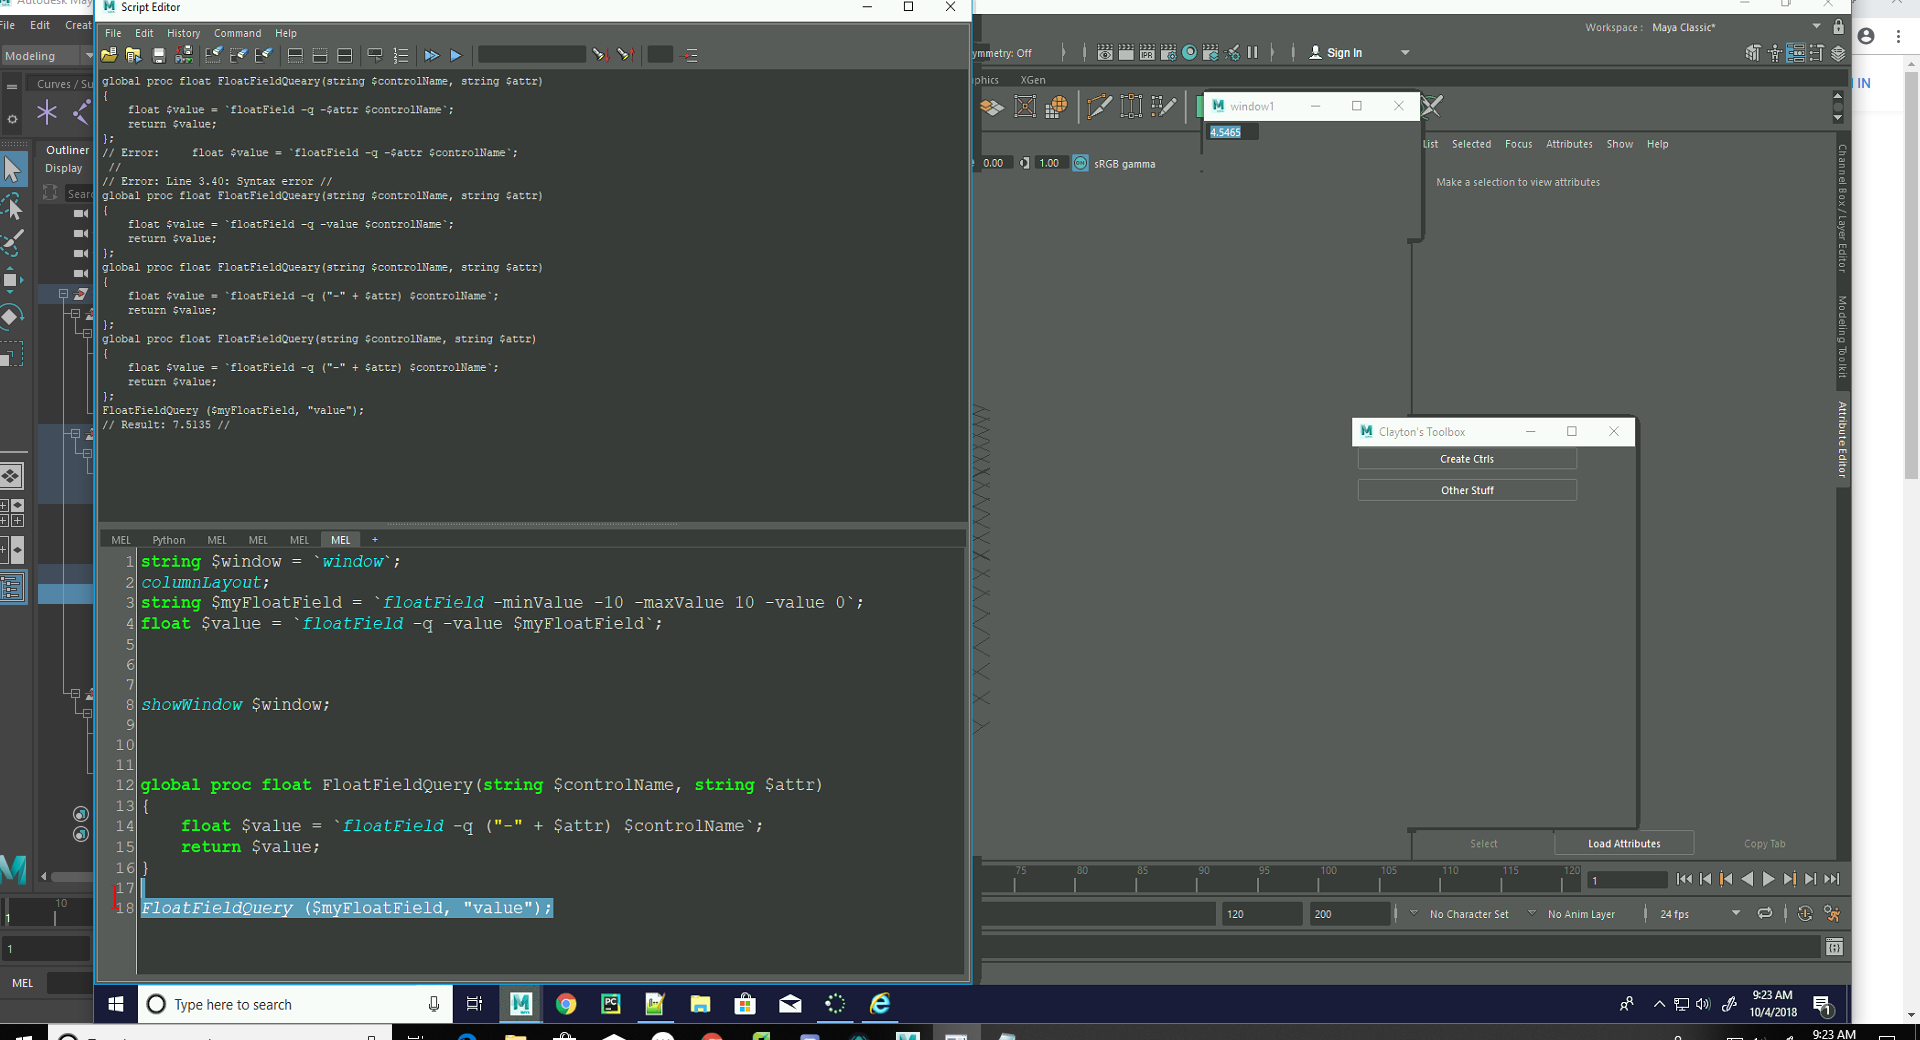 Autodesk May
File Edit Creat
Modeling
Curves / Su
Outliner
Display
Sear
Script Editor
File Edit History Command Help
global proc float FloatFieldQueary(string $controlName, string $attr)
{
    float $value = `floatField -q -$attr $controlName`;
    return $value;
};
// Error:     float $value = `floatField -q -$attr $controlName`;
 //
// Error: Line 3.40: Syntax error //
global proc float FloatFieldQueary(string $controlName, string $attr)
{
    float $value = `floatField -q -value $controlName`;
    return $value;
};
global proc float FloatFieldQueary(string $controlName, string $attr)
{
    float $value = `floatField -q ("-" + $attr) $controlName`;
    return $value;
};
global proc float FloatFieldQuery(string $controlName, string $attr)
{
    float $value = `floatField -q ("-" + $attr) $controlName`;
    return $value;
};
FloatFieldQuery ($myFloatField, "value");
// Result: 7.5135 //
MEL Python MEL MEL MEL MEL +
1 string $window = `window`;
2 columnLayout;
3 string $myFloatField = `floatField -minValue -10 -maxValue 10 -value 0`;
4 float $value = `floatField -q -value $myFloatField`;
5
6
7
8 showWindow $window;
9
10
11
12 global proc float FloatFieldQuery(string $controlName, string $attr)
13 {
14     float $value = `floatField -q ("-" + $attr) $controlName`;
15     return $value;
16 }
17
18 FloatFieldQuery ($myFloatField, "value");
Workspace : Maya Classic*
mmetry: Off
Sign In
IN
phics XGen
IPR
window1
4.5465
0.00 1.00 ON sRGB gamma
List Selected Focus Attributes Show Help
Make a selection to view attributes
Channel Box / Layer Editor
Modeling Toolkit
Attribute Editor
Clayton's Toolbox
Create Ctrls
Other Stuff
Select Load Attributes Copy Tab
75 80 85 90 95 100 105 110 115 120
1
1 10
120 200 No Character Set No Anim Layer 24 fps
1
MEL
Type here to search
PC
9:23 AM
10/4/2018
1
9:23 AM